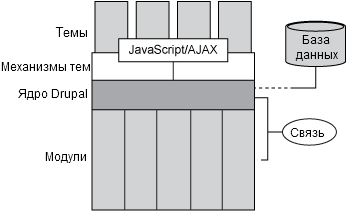 Темы
JavaScript/AJAX
База
данных
Механизмы тем
Ядро Drupal
Связь
Модули